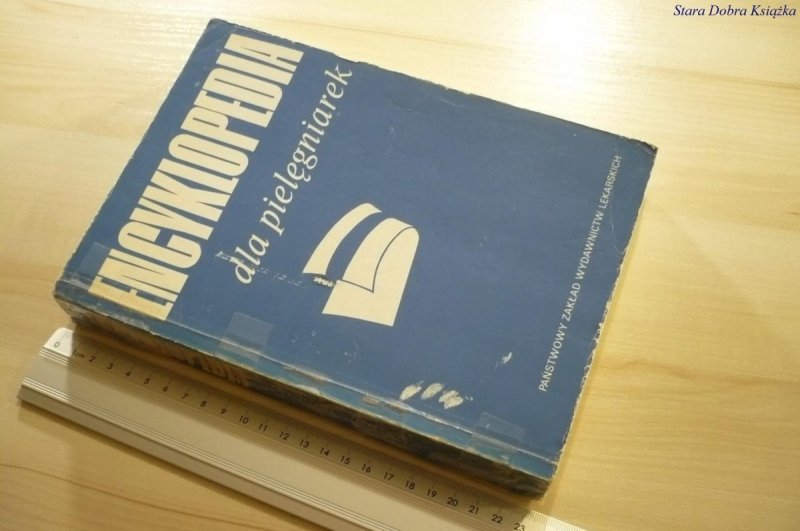 Stara Dobra Książka
ENCYKLOPEDIA
dla pielęgniarek
PAŃSTWOWY ZAKŁAD WYDAWNICTW LEKARSKICH
0 1cm 2 3 4 5 6 7 8 9 10 11 12 13 14 15 16 17 18 19 20 21 22 23